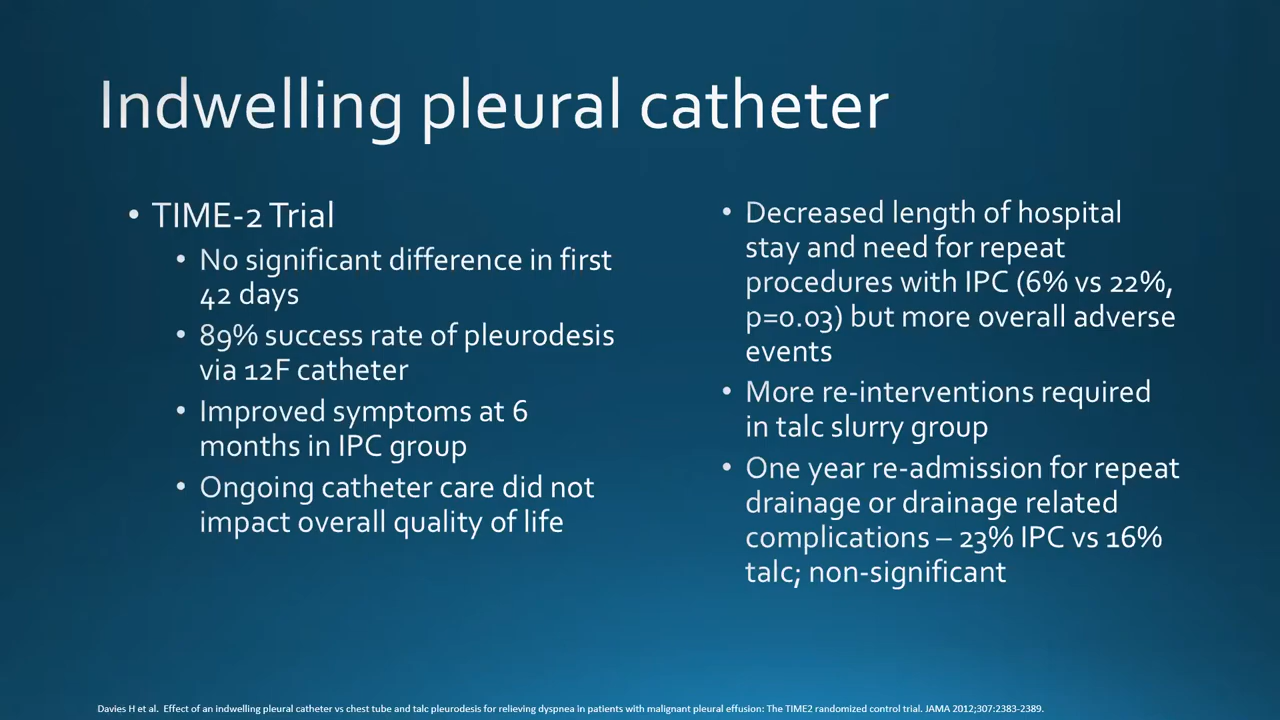 Indwelling pleural catheter
• TIME-2 Trial
• No significant difference in first
42 days
• 89% success rate of pleurodesis
via 12F catheter
• Improved symptoms at 6
months in IPC group
• Ongoing catheter care did not
impact overall quality of life
• Decreased length of hospital
stay and need for repeat
procedures with IPC (6% vs 22%,
p=0.03) but more overall adverse
events
• More re-interventions required
in talc slurry group
• One year re-admission for repeat
drainage or drainage related
complications – 23% IPC vs 16%
talc; non-significant
Davies H et al. Effect of an indwelling pleural catheter vs chest tube and talc pleurodesis for relieving dyspnea in patients with malignant pleural effusion: The TIME2 randomized control trial. JAMA 2012;307:2383-2389.